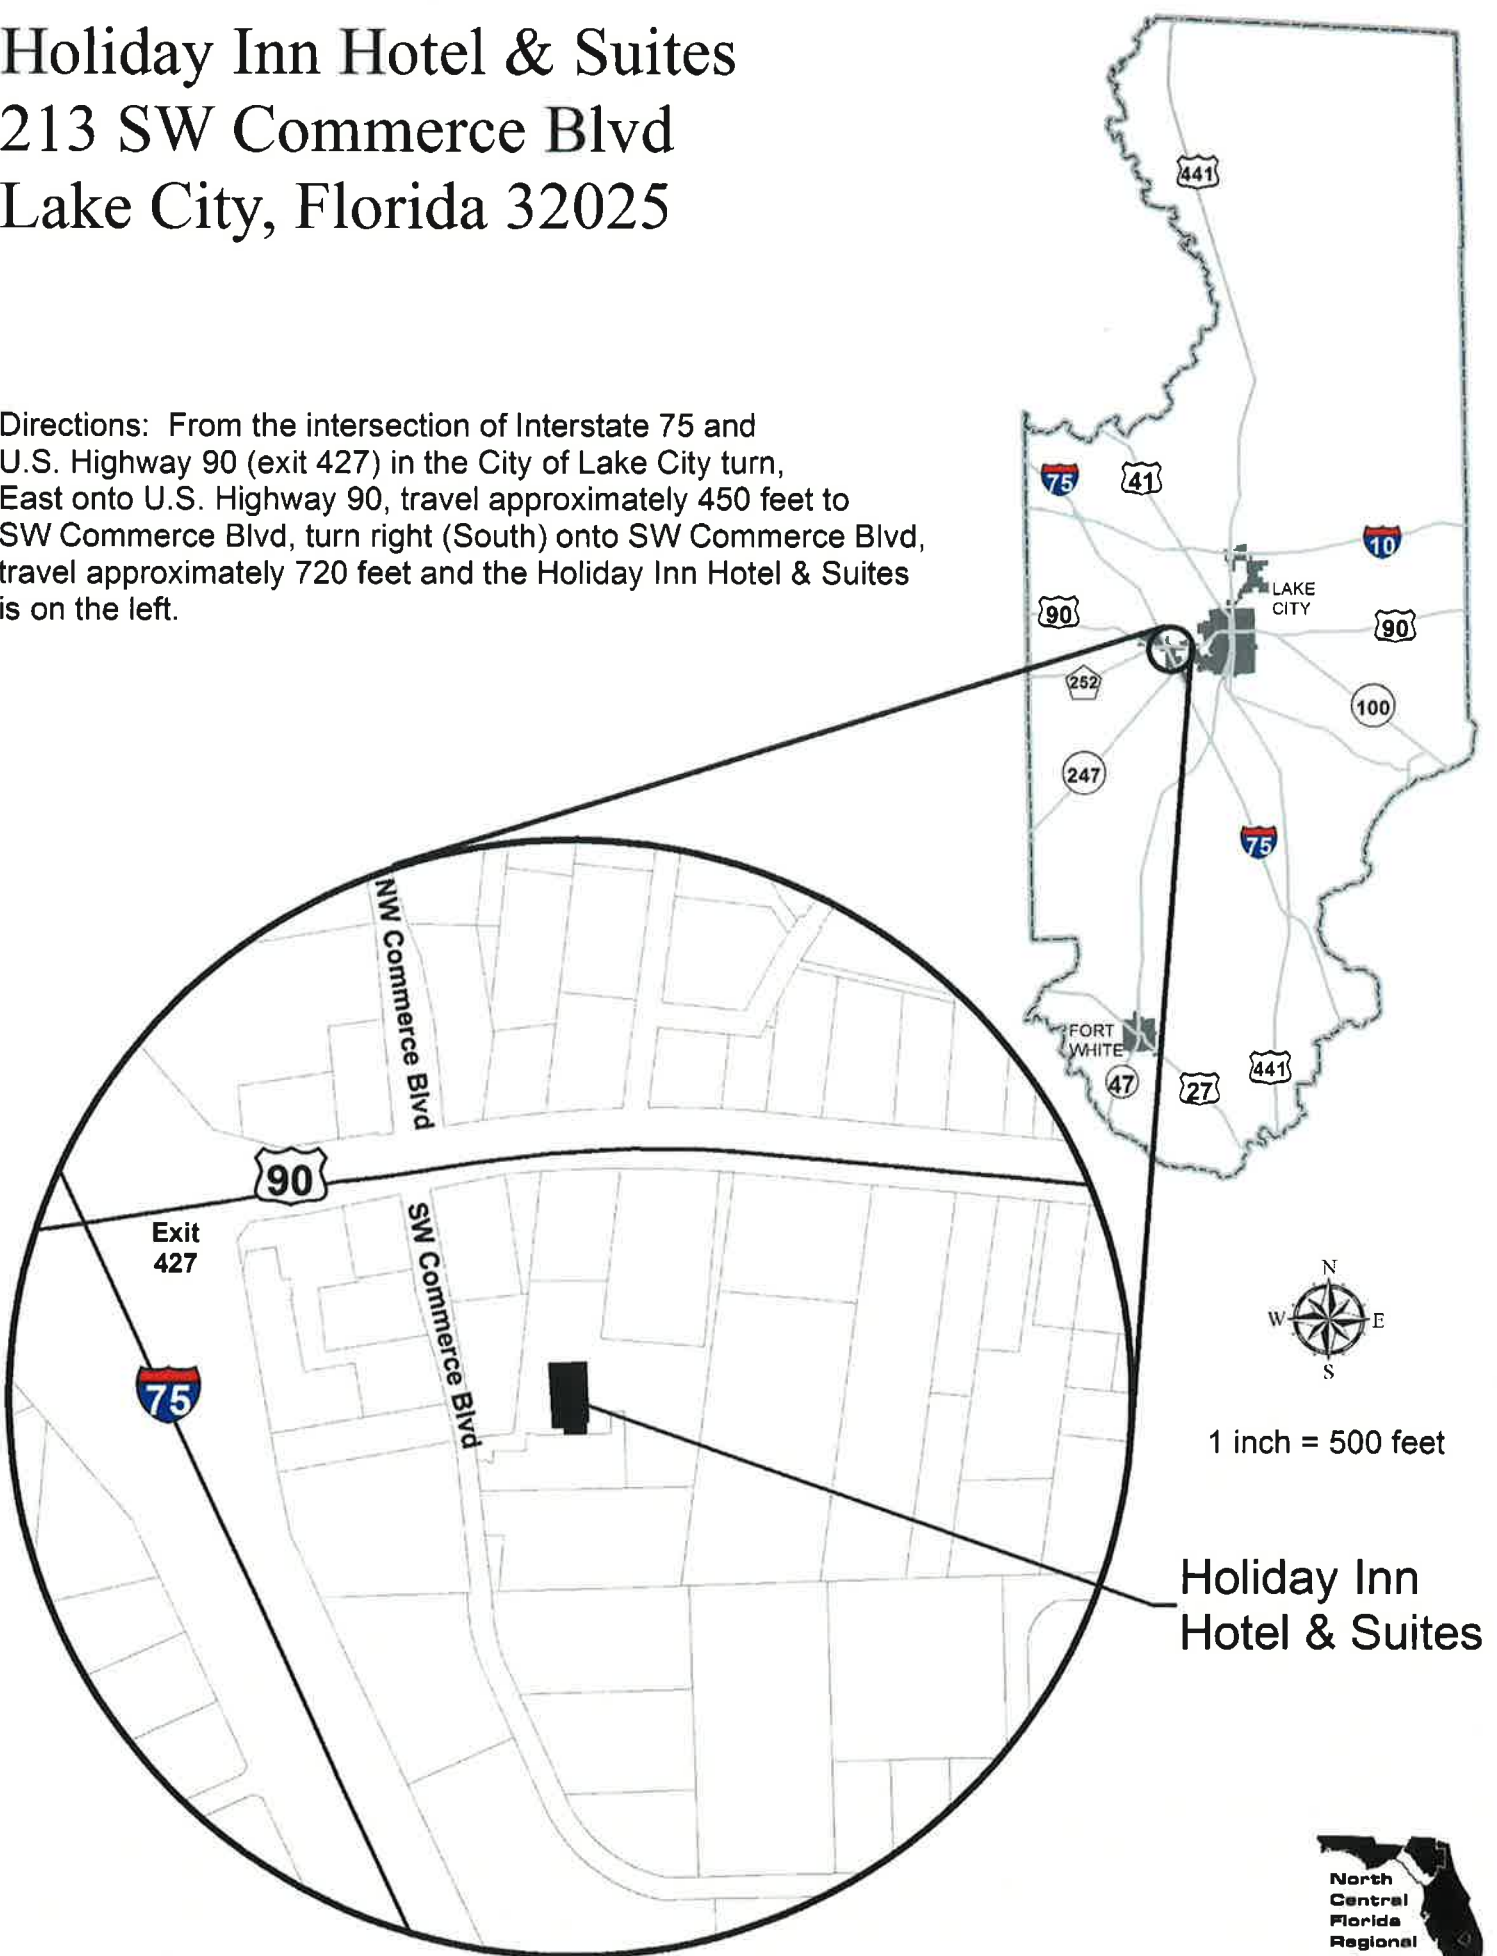 Holiday Inn Hotel & Suites
213 SW Commerce Blvd
Lake City, Florida 32025
Directions: From the intersection of Interstate 75 and
U.S. Highway 90 (exit 427) in the City of Lake City turn,
East onto U.S. Highway 90, travel approximately 450 feet to
SW Commerce Blvd, turn right (South) onto SW Commerce Blvd,
travel approximately 720 feet and the Holiday Inn Hotel & Suites
is on the left.
441
75
41
10
LAKE
CITY
90
90
252
100
247
75
FORT
WHITE
47
27
441
NW Commerce Blvd
90
Exit
427
SW Commerce Blvd
75
N
W
E
S
1 inch = 500 feet
Holiday Inn
Hotel & Suites
North
Central
Florida
Regional